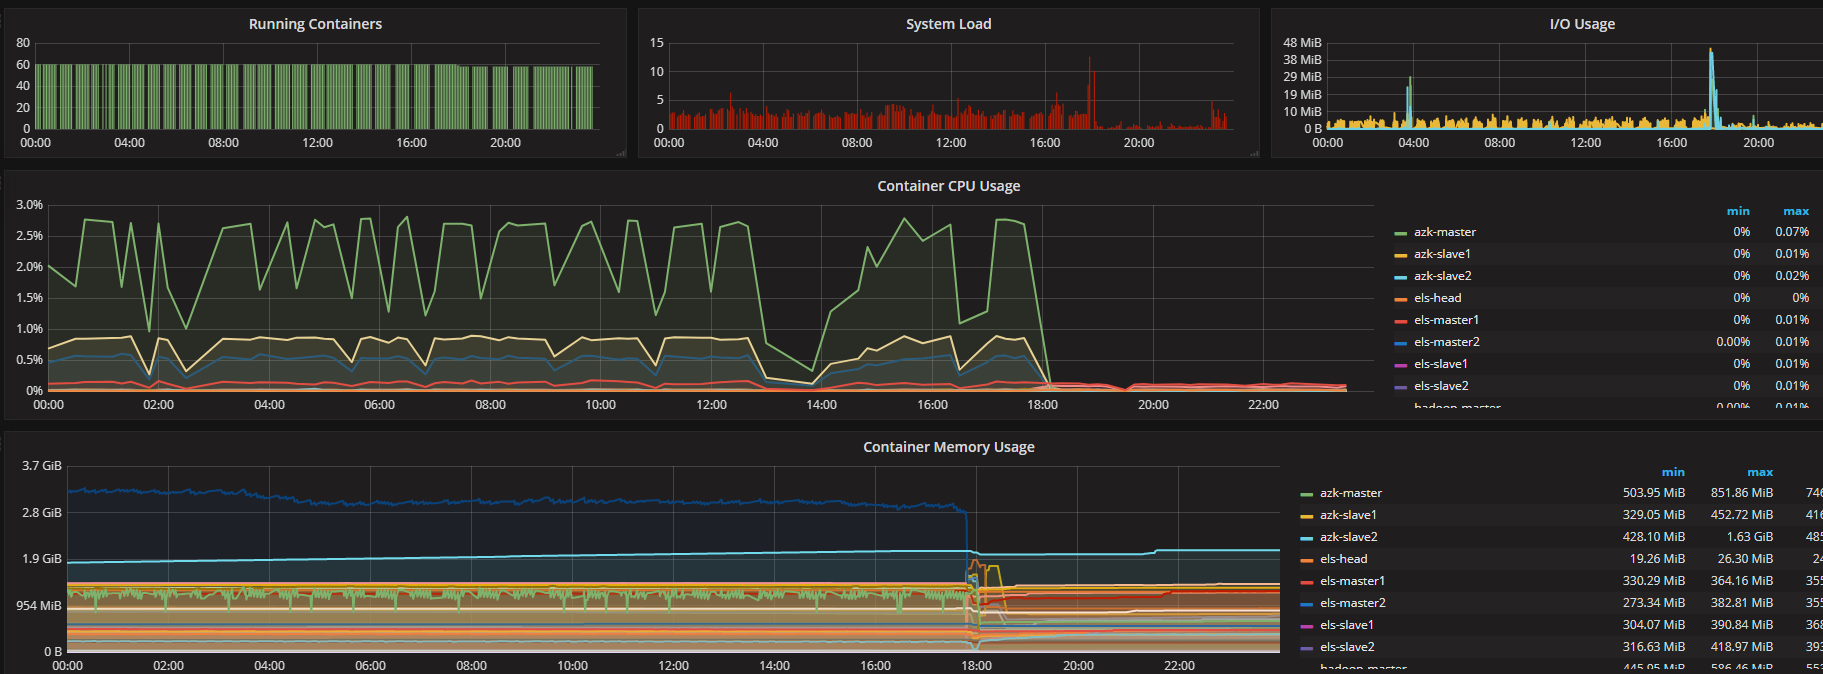 Running Containers
80
60
40
20
0
00:00 04:00 08:00 12:00 16:00 20:00
System Load
15
10
5
0
00:00 04:00 08:00 12:00 16:00 20:00
I/O Usage
48 MiB
38 MiB
29 MiB
19 MiB
10 MiB
0 B
00:00 04:00 08:00 12:00 16:00 20:00
Container CPU Usage
3.0%
2.5%
2.0%
1.5%
1.0%
0.5%
0%
00:00 02:00 04:00 06:00 08:00 10:00 12:00 14:00 16:00 18:00 20:00 22:00
min max
azk-master 0% 0.07%
azk-slave1 0% 0.01%
azk-slave2 0% 0.02%
els-head 0% 0%
els-master1 0% 0.01%
els-master2 0.00% 0.01%
els-slave1 0% 0.01%
els-slave2 0% 0.01%
hadoop-master 0.00% 0.01%
Container Memory Usage
3.7 GiB
2.8 GiB
1.9 GiB
954 MiB
0 B
00:00 02:00 04:00 06:00 08:00 10:00 12:00 14:00 16:00 18:00 20:00 22:00
min max
azk-master 503.95 MiB 851.86 MiB 746
azk-slave1 329.05 MiB 452.72 MiB 416
azk-slave2 428.10 MiB 1.63 GiB 485
els-head 19.26 MiB 26.30 MiB 24
els-master1 330.29 MiB 364.16 MiB 355
els-master2 273.34 MiB 382.81 MiB 355
els-slave1 304.07 MiB 390.84 MiB 368
els-slave2 316.63 MiB 418.97 MiB 393
hadoop-master 445.95 MiB 586.46 MiB